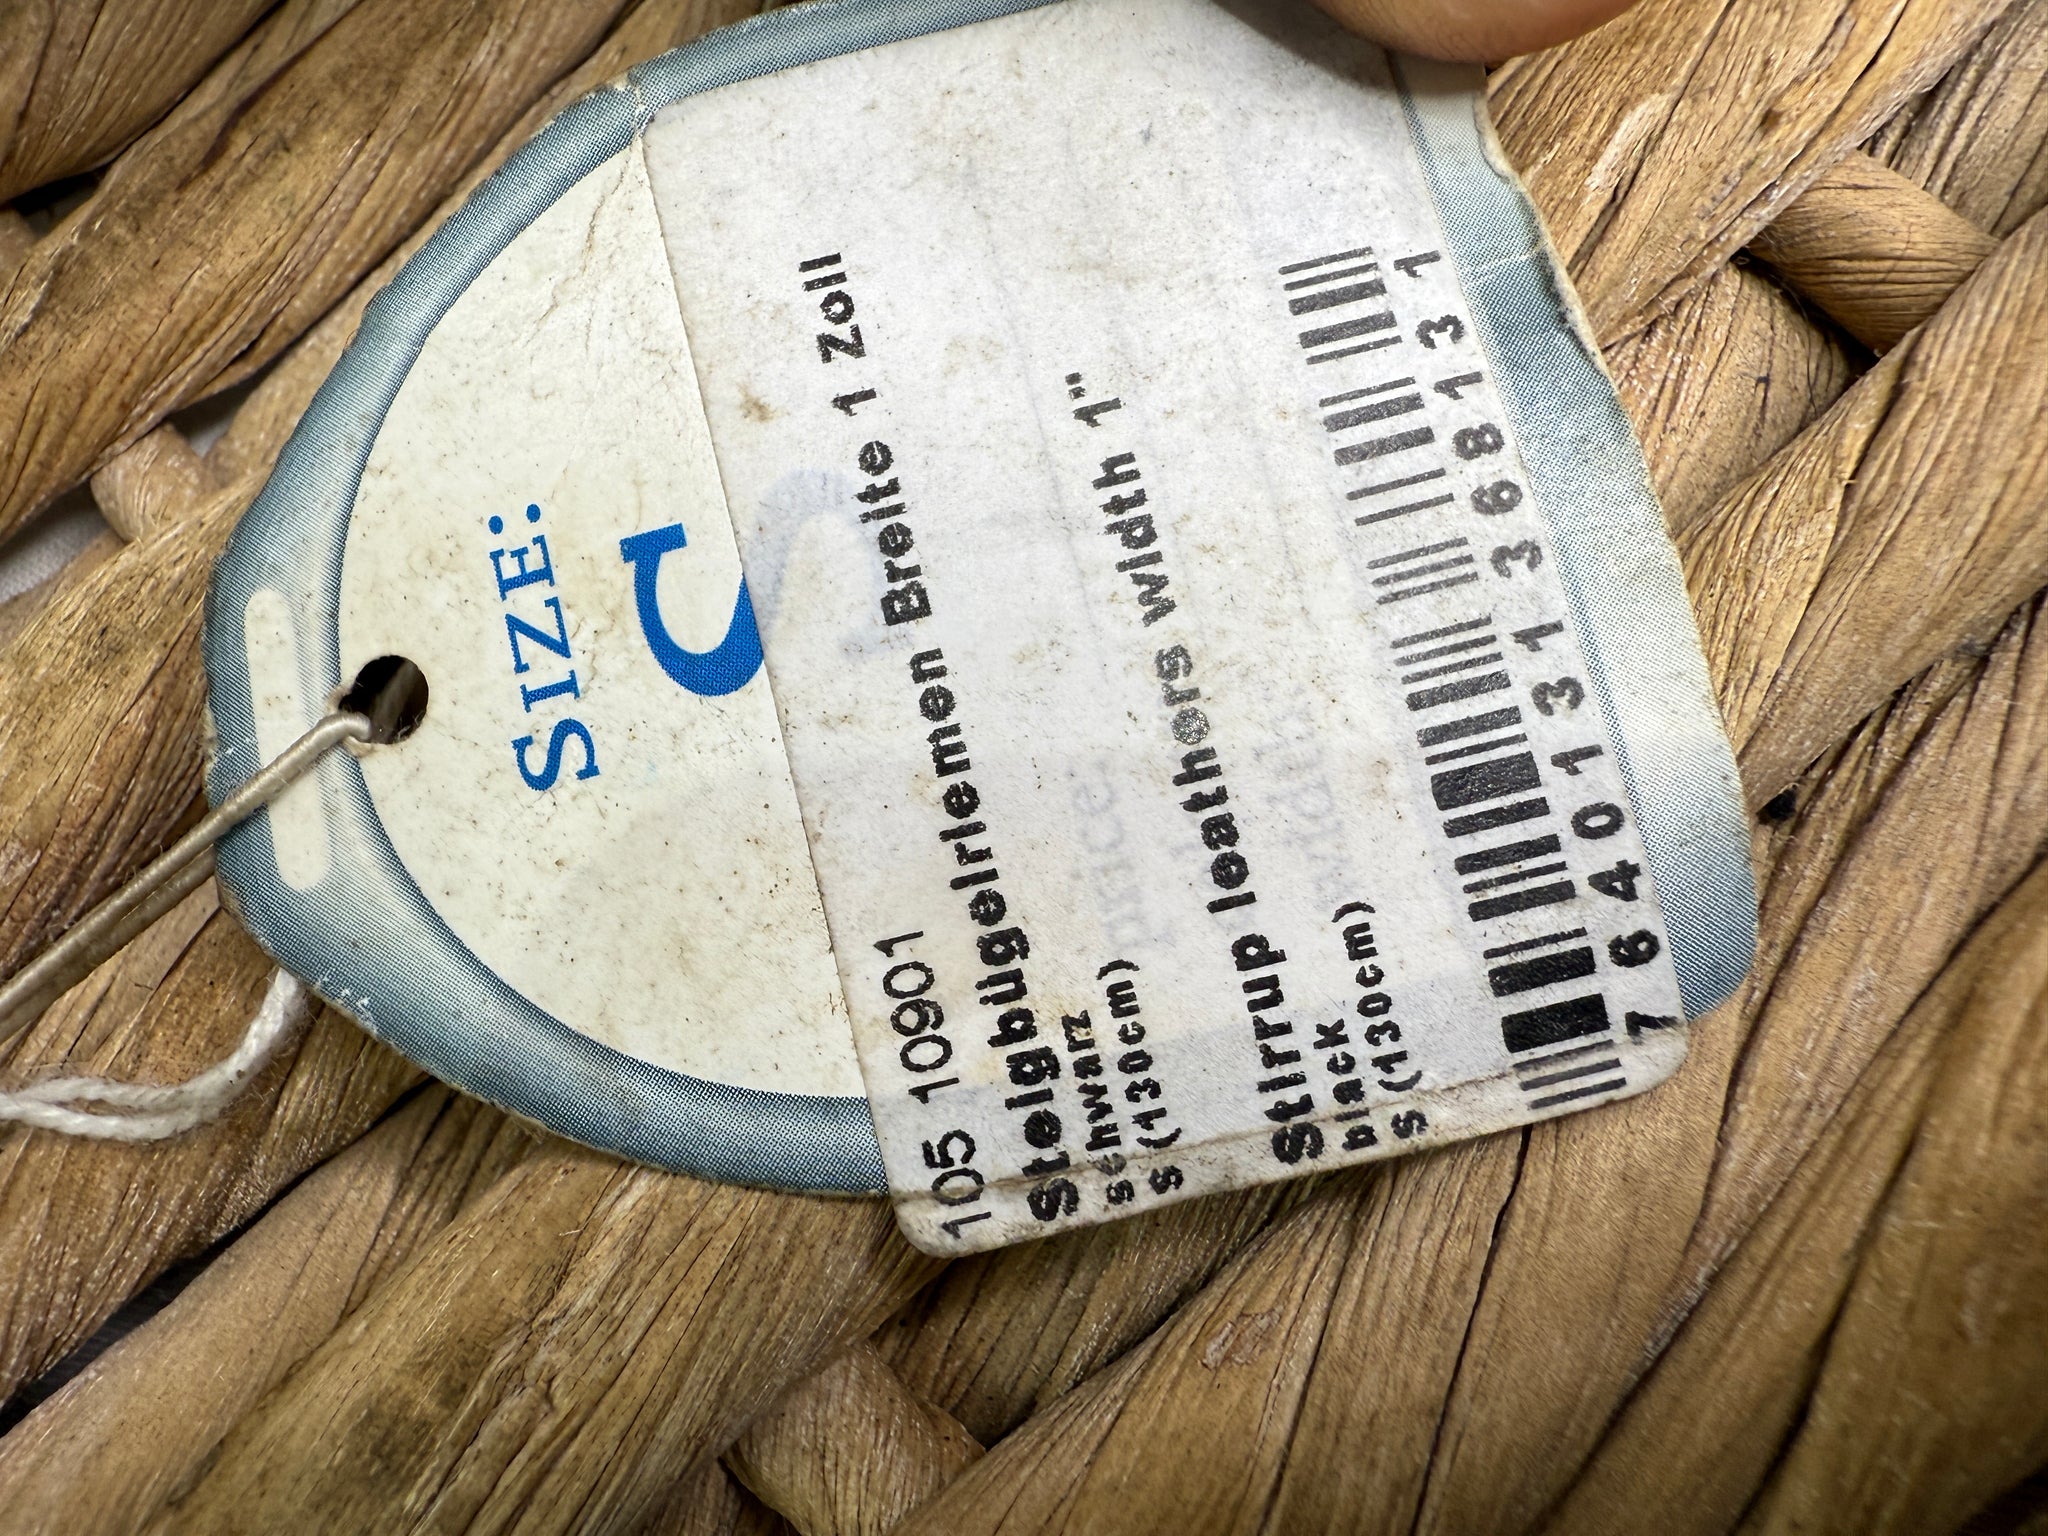 SIZE:
S
105 10901
Steigbügelriemen Breite 1 Zoll
schwarz
S (130cm)
Stirrup leathers width 1"
black
S (130cm)
7640131368131